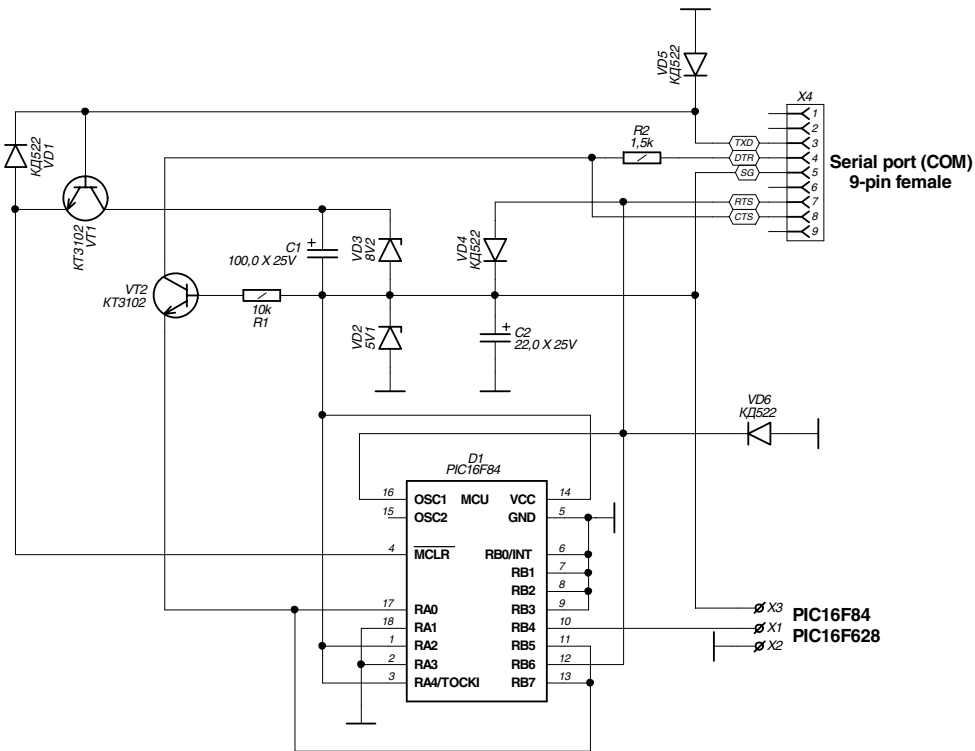 VD5
КД522
X4
1
2
3
4
5
6
7
8
9
TXD
DTR
SG
RTS
CTS
Serial port (COM)
9-pin female
R2
1,5k
КД522
VD1
КТ3102
VT1
C1
+
100,0 X 25V
VD3
8V2
VD4
КД522
VT2
КТ3102
10k
R1
VD2
5V1
+
C2
22,0 X 25V
VD6
КД522
D1
PIC16F84
16 OSC1 MCU VCC 14
15 OSC2 GND 5
4 MCLR RB0/INT 6
RB1 7
RB2 8
17 RA0 RB3 9
18 RA1 RB4 10
1 RA2 RB5 11
2 RA3 RB6 12
3 RA4/TOCKI RB7 13
X3
X1
X2
PIC16F84
PIC16F628